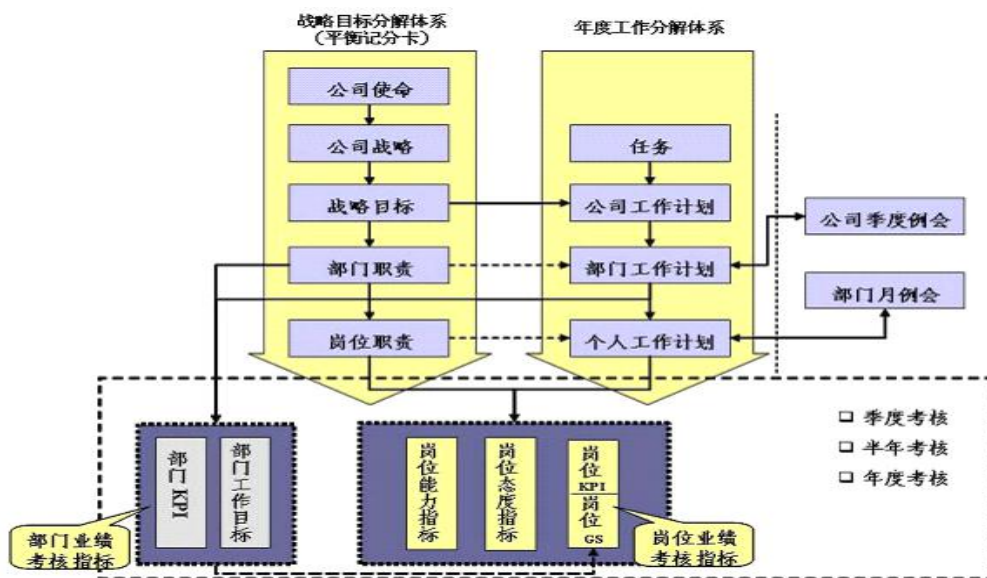 战略目标分解体系
（平衡记分卡）
年度工作分解体系
公司使命
公司战略
任务
战略目标
公司工作计划
公司季度例会
部门职责
部门工作计划
部门月例会
岗位职责
个人工作计划
季度考核
半年考核
年度考核
部门KPI
部门工作目标
岗位能力指标
岗位态度指标
岗位
KPI
岗位
GS
部门业绩
考核指标
岗位业绩
考核指标